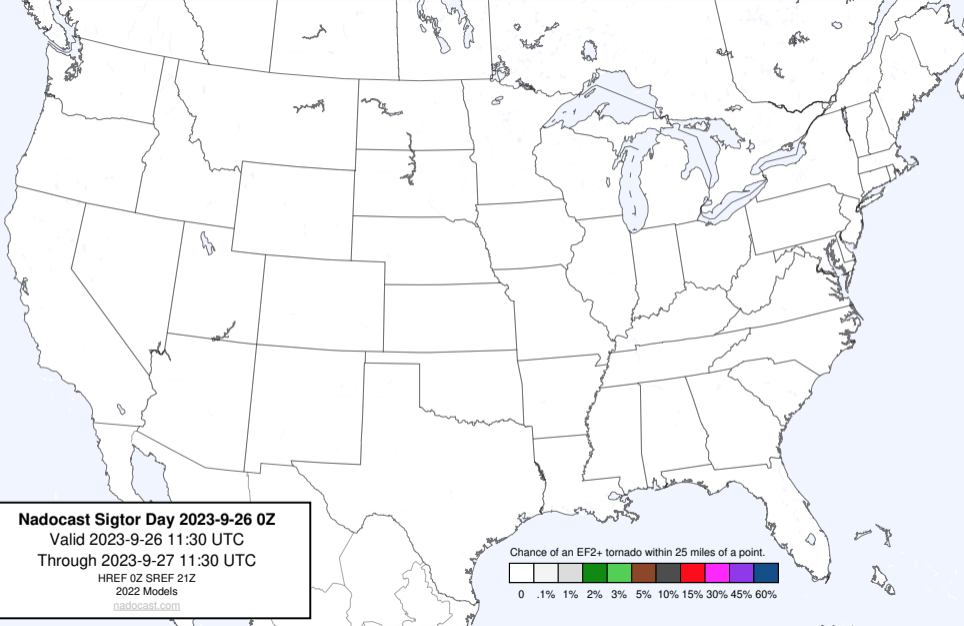 Nadocast Sigtor Day 2023-9-26 0Z
Valid 2023-9-26 11:30 UTC
Through 2023-9-27 11:30 UTC
HREF 0Z SREF 21Z
2022 Models
nadocast.com
Chance of an EF2+ tornado within 25 miles of a point.
0 .1% 1% 2% 3% 5% 10% 15% 30% 45% 60%